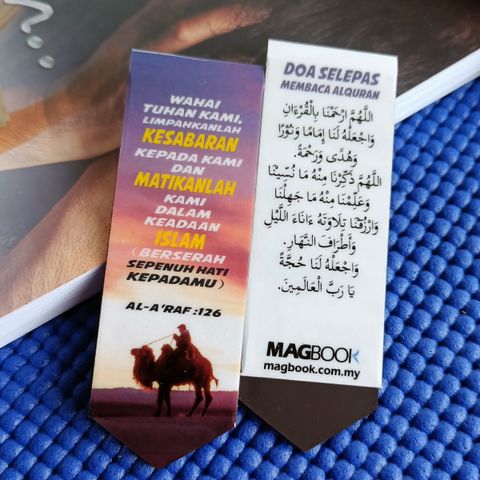 WAHAI
TUHAN KAMI,
LIMPAHKANLAH
KESABARAN
KEPADA KAMI
DAN
MATIKANLAH
KAMI
DALAM
KEADAAN
ISLAM
(BERSERAH
SEPENUH HATI
KEPADAMU)
AL-A'RAF :126
DOA SELEPAS
MEMBACA ALQURAN
اللَّهُمَّ ارْحَمْنَا بِالْقُرْءَانِ
وَاجْعَلْهُ لَنَا إِمَامًا وَنُورًا
وَهُدًى وَرَحْمَةً.
اللَّهُمَّ ذَكِّرْنَا مِنْهُ مَا نُسِّيْنَا
وَعَلِّمْنَا مِنْهُ مَا جَهِلْنَا
وَارْزُقْنَا تِلَاوَتَهُ ءَانَاءَ اللَّيْلِ
وَأَطْرَافَ النَّهَارِ.
وَاجْعَلْهُ لَنَا حُجَّةً
يَا رَبَّ الْعَالَمِينَ.
MAGBOOK
magbook.com.my
?